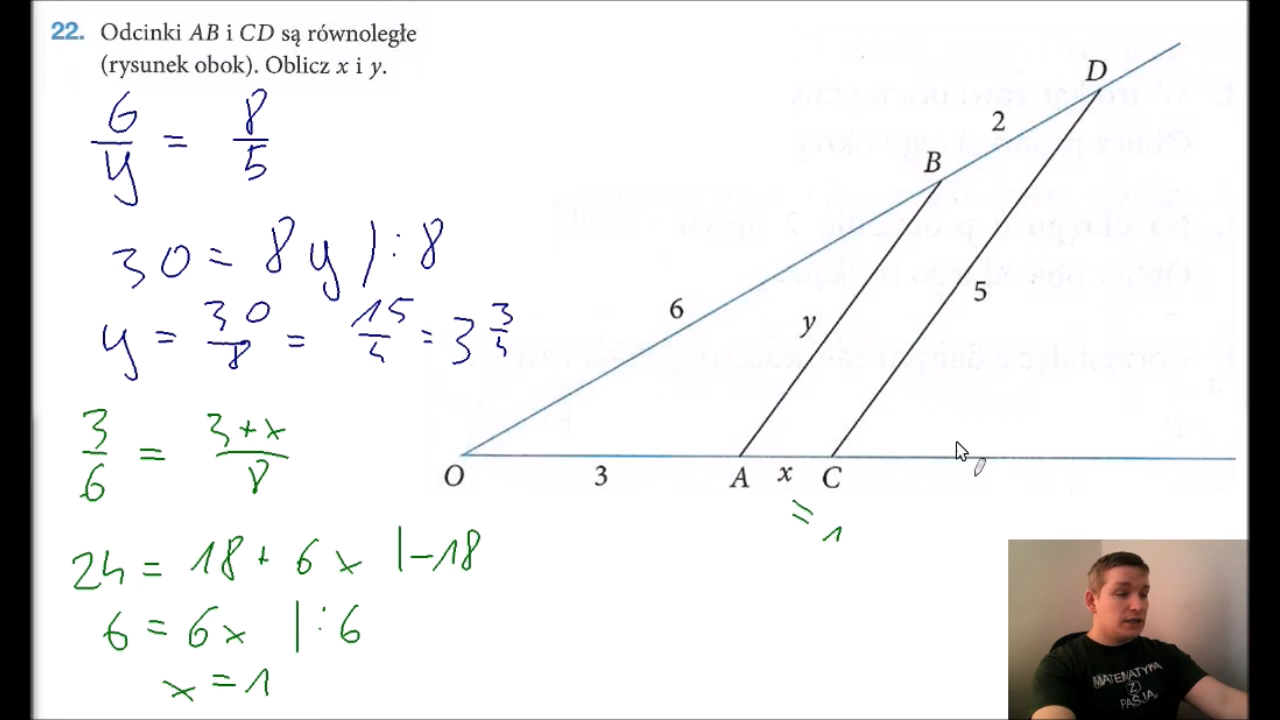 22. Odcinki AB i CD są równoległe
(rysunek obok). Oblicz x i y.
6/y = 8/5
30 = 8y |:8
y = 30/8 = 15/4 = 3 3/4
3/6 = (3+x)/8
24 = 18 + 6x |-18
6 = 6x |:6
x = 1
D
2
B
6
y
5
O
3
A
x
C
= 1
MATEMATYKA
Z
PASJĄ